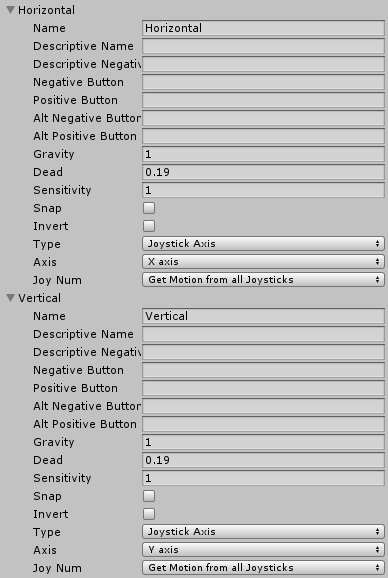 Horizontal
Name Horizontal
Descriptive Name
Descriptive Negativ
Negative Button
Positive Button
Alt Negative Button
Alt Positive Button
Gravity 1
Dead 0.19
Sensitivity 1
Snap
Invert
Type Joystick Axis
Axis X axis
Joy Num Get Motion from all Joysticks
Vertical
Name Vertical
Descriptive Name
Descriptive Negativ
Negative Button
Positive Button
Alt Negative Button
Alt Positive Button
Gravity 1
Dead 0.19
Sensitivity 1
Snap
Invert
Type Joystick Axis
Axis Y axis
Joy Num Get Motion from all Joysticks